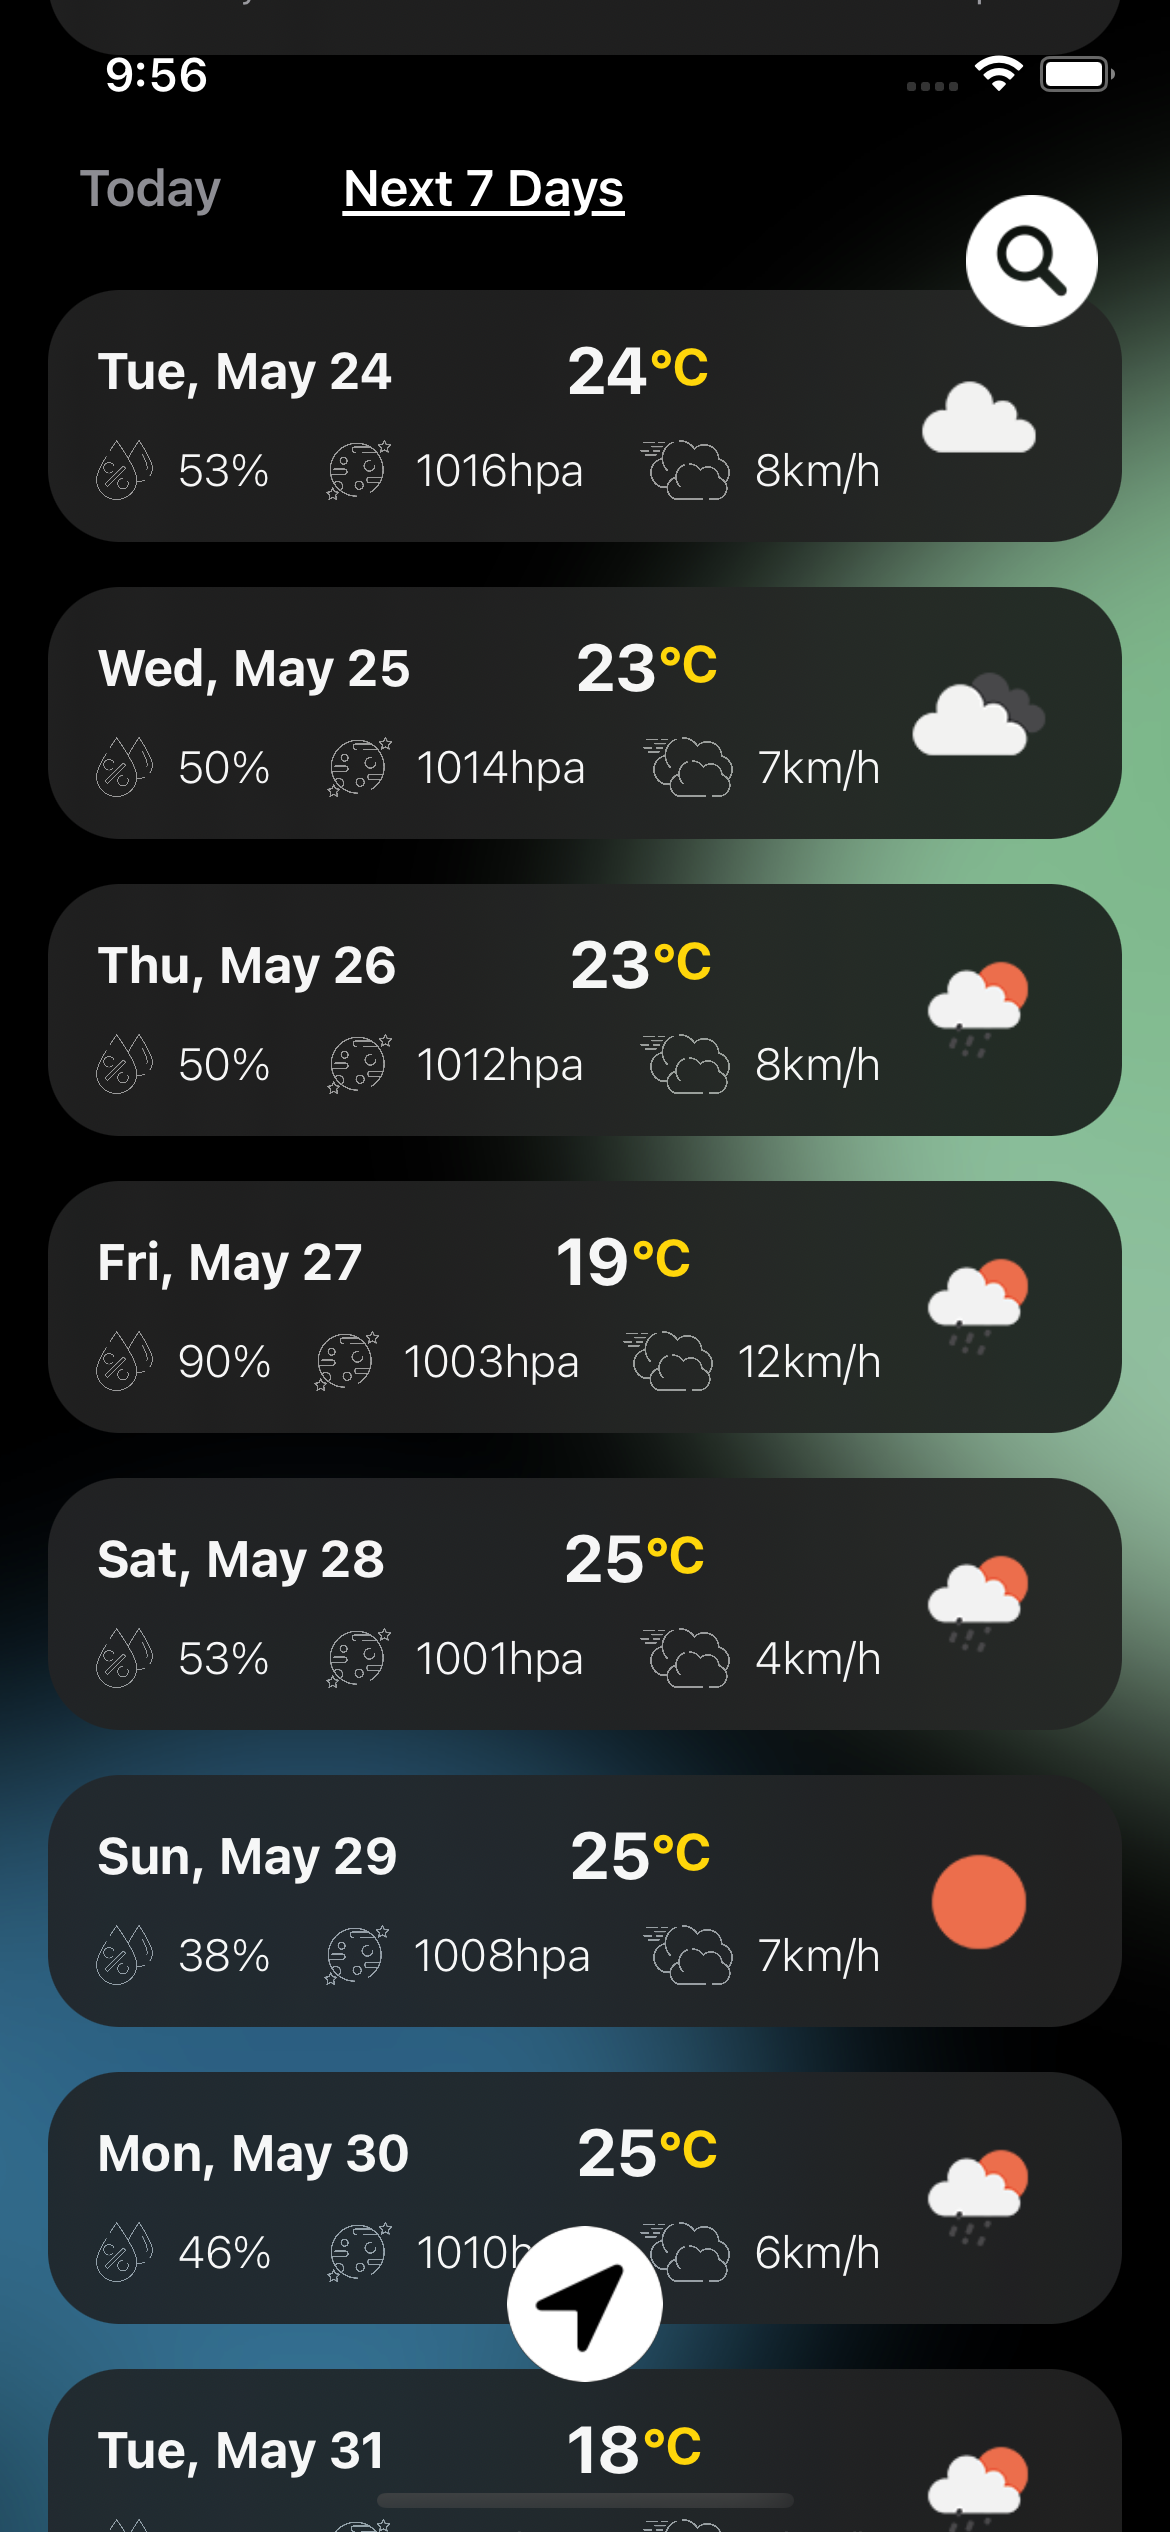 9:56
Today Next 7 Days
Tue, May 24 24°C
53% 1016hpa 8km/h
Wed, May 25 23°C
50% 1014hpa 7km/h
Thu, May 26 23°C
50% 1012hpa 8km/h
Fri, May 27 19°C
90% 1003hpa 12km/h
Sat, May 28 25°C
53% 1001hpa 4km/h
Sun, May 29 25°C
38% 1008hpa 7km/h
Mon, May 30 25°C
46% 1010h 6km/h
Tue, May 31 18°C